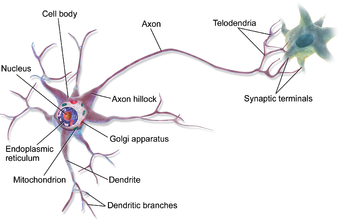 Cell body
Axon
Telodendria
Nucleus
Axon hillock
Synaptic terminals
Golgi apparatus
Endoplasmic
reticulum
Mitochondrion
Dendrite
Dendritic branches